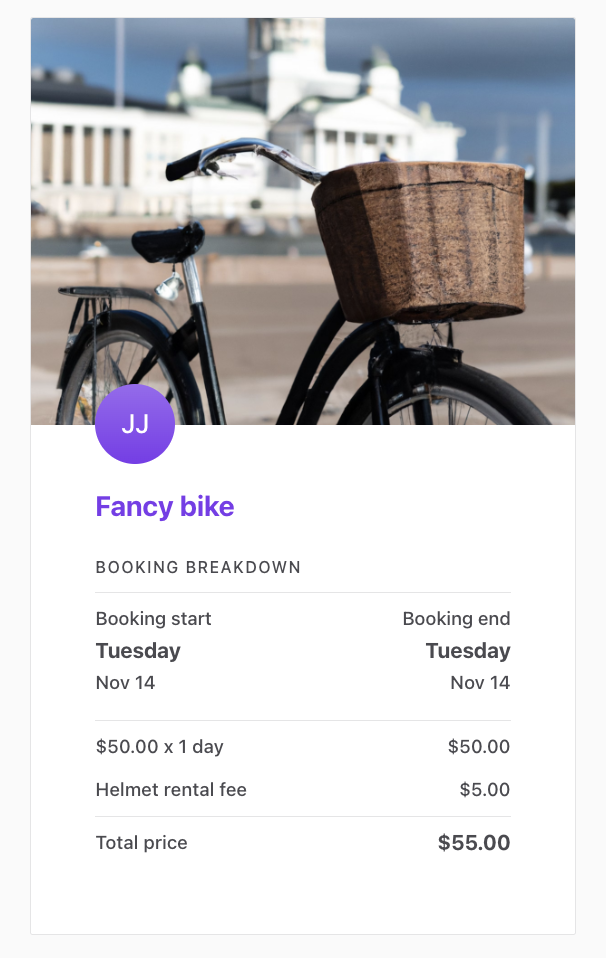 JJ
Fancy bike
BOOKING BREAKDOWN
Booking start Booking end
Tuesday Tuesday
Nov 14 Nov 14
$50.00 x 1 day $50.00
Helmet rental fee $5.00
Total price $55.00